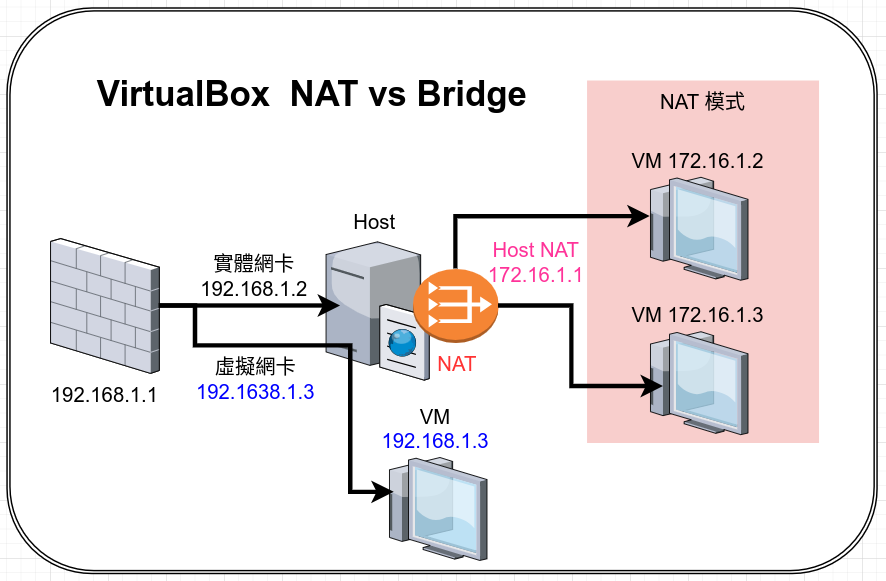 VirtualBox  NAT vs Bridge
NAT 模式
VM 172.16.1.2
Host
Host NAT
172.16.1.1
實體網卡
192.168.1.2
VM 172.16.1.3
NAT
虛擬網卡
192.1638.1.3
192.168.1.1
VM
192.168.1.3